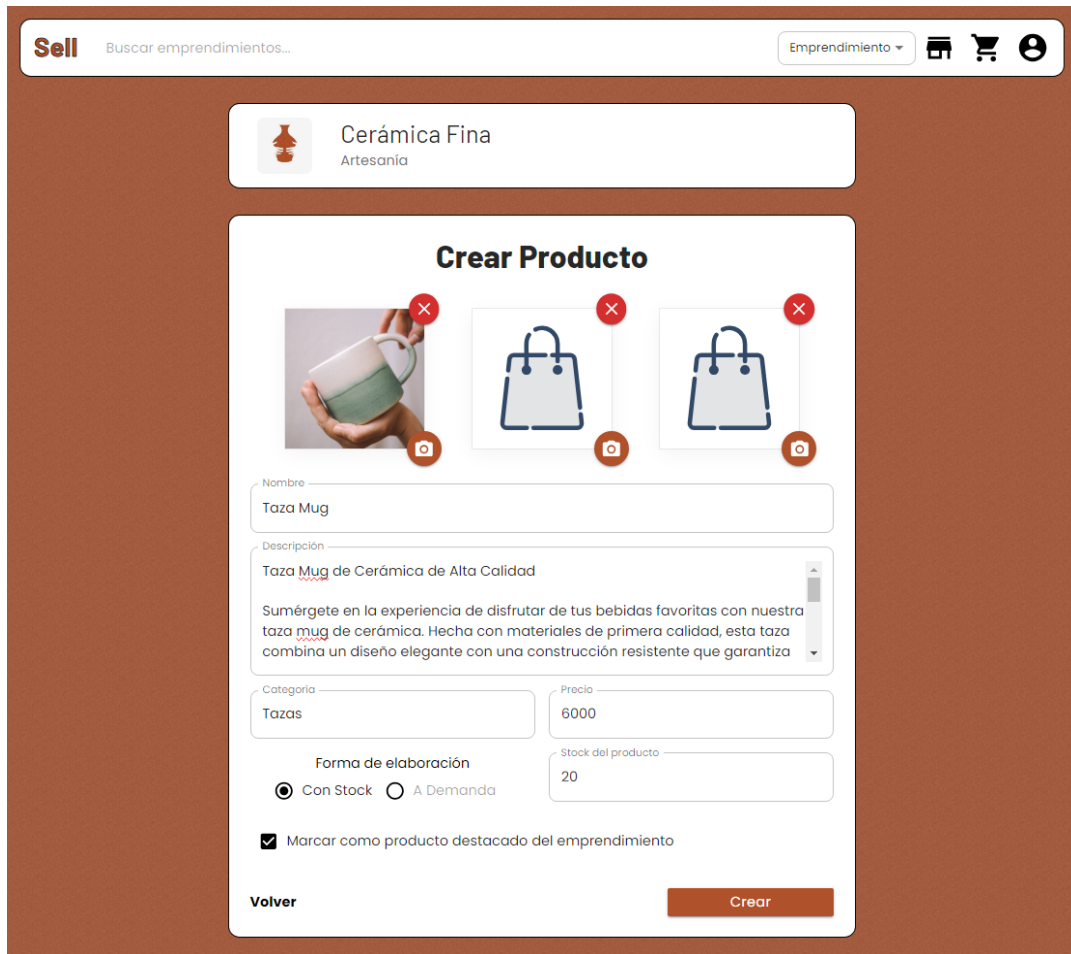 Sell
Buscar emprendimientos...
Emprendimiento
Cerámica Fina
Artesanía
Crear Producto
Nombre
Taza Mug
Descripción
Taza Mug de Cerámica de Alta Calidad
Sumérgete en la experiencia de disfrutar de tus bebidas favoritas con nuestra
taza mug de cerámica. Hecha con materiales de primera calidad, esta taza
combina un diseño elegante con una construcción resistente que garantiza
Categoria
Tazas
Precio
6000
Forma de elaboración
Con Stock
A Demanda
Stock del producto
20
Marcar como producto destacado del emprendimiento
Volver
Crear